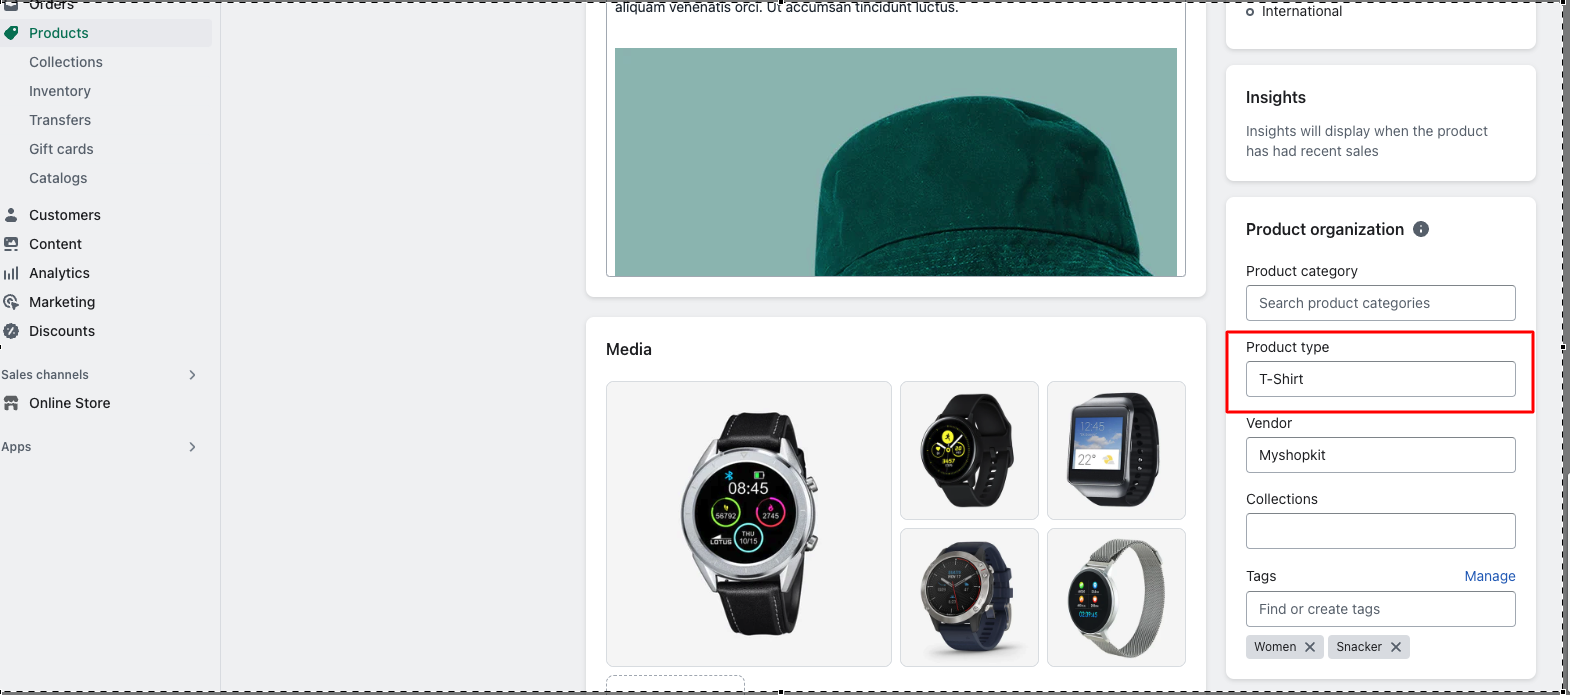 Orders
Products
Collections
Inventory
Transfers
Gift cards
Catalogs
Customers
Content
Analytics
Marketing
Discounts
Sales channels
Online Store
Apps
aliquam venenatis orci. Ut accumsan tincidunt luctus.
Media
08:45
56792
2745
THU
10/15
LOTUS
12:45
22°
International
Insights
Insights will display when the product
has had recent sales
Product organization
Product category
Search product categories
Product type
T-Shirt
Vendor
Myshopkit
Collections
Tags
Manage
Find or create tags
Women
Snacker